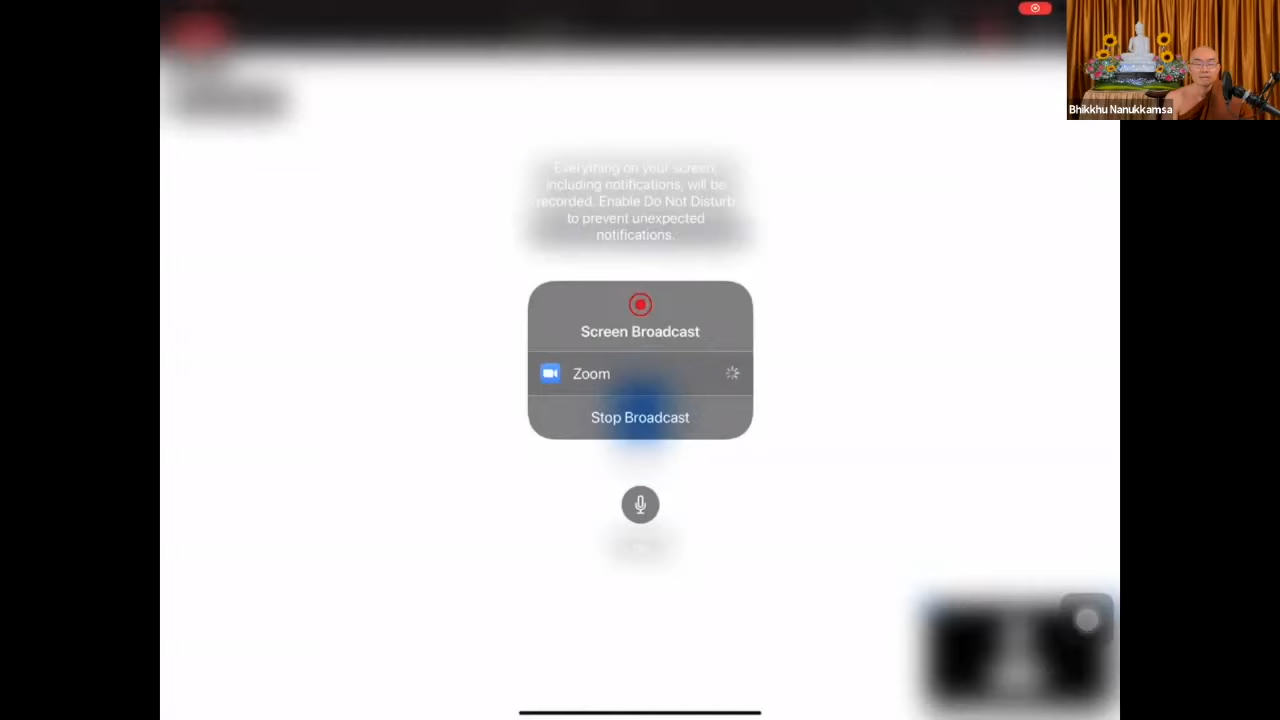 Bhikkhu Nanukkamsa
Everything on your screen,
including notifications, will be
recorded. Enable Do Not Disturb
to prevent unexpected
notifications.
Screen Broadcast
Zoom
Stop Broadcast